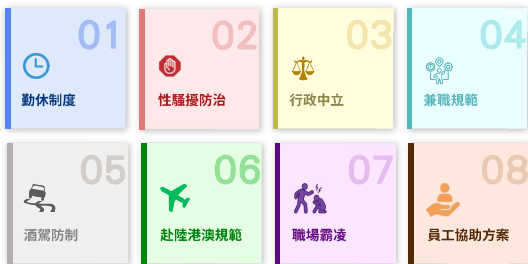 01
勤休制度
02
性騷擾防治
03
行政中立
04
兼職規範
05
酒駕防制
06
赴陸港澳規範
07
職場霸凌
08
員工協助方案